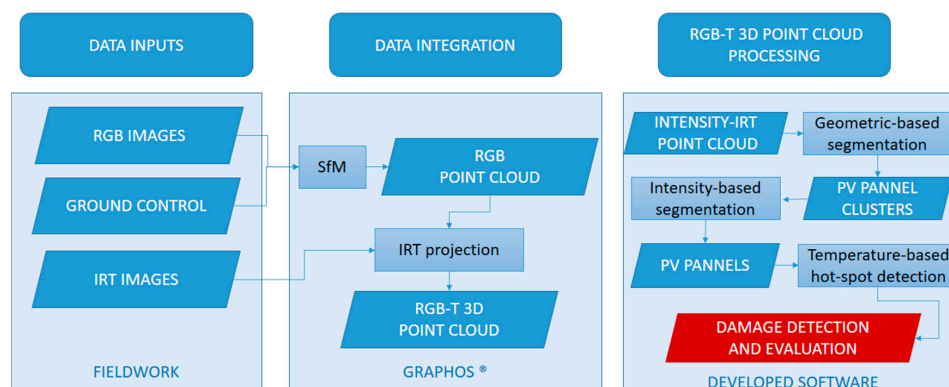 DATA INPUTS
DATA INTEGRATION
RGB-T 3D POINT CLOUD
PROCESSING
RGB IMAGES
GROUND CONTROL
IRT IMAGES
FIELDWORK
SfM
RGB
POINT CLOUD
IRT projection
RGB-T 3D
POINT CLOUD
GRAPHOS ®
INTENSITY-IRT
POINT CLOUD
Geometric-based
segmentation
PV PANNEL
CLUSTERS
Intensity-based
segmentation
PV PANNELS
Temperature-based
hot-spot detection
DAMAGE DETECTION
AND EVALUATION
DEVELOPED SOFTWARE